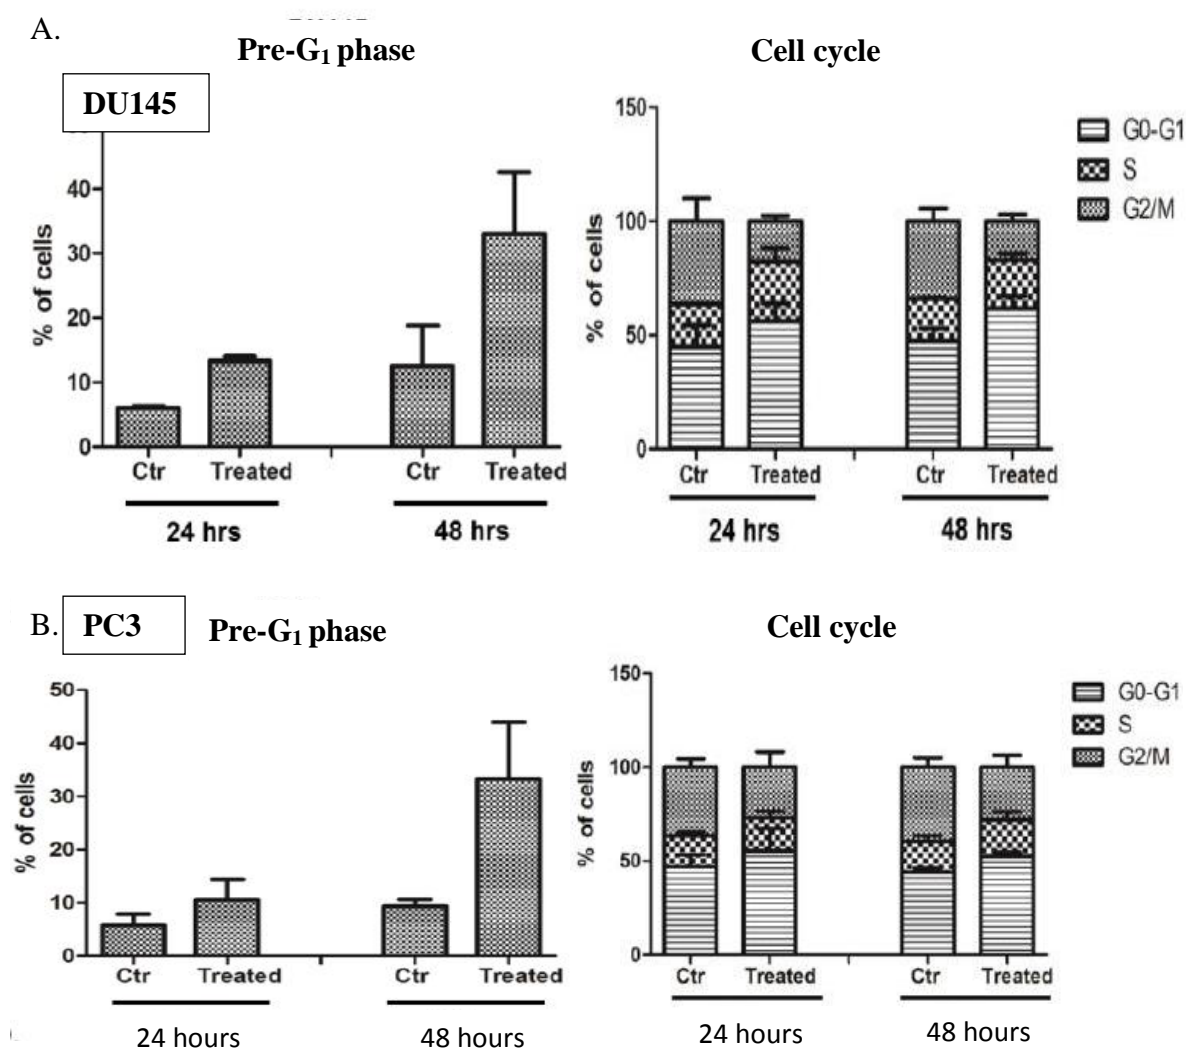 A.
Pre-G1 phase
Cell cycle
DU145
% of cells
40
30
20
10
0
Ctr
Treated
Ctr
Treated
24 hrs
48 hrs
% of cells
150
100
50
0
Ctr
Treated
Ctr
Treated
24 hrs
48 hrs
G0-G1
S
G2/M
B.
PC3
Pre-G1 phase
Cell cycle
% of cells
50
40
30
20
10
0
Ctr
Treated
Ctr
Treated
24 hours
48 hours
% of cells
150
100
50
0
Ctr
Treated
Ctr
Treated
24 hours
48 hours
G0-G1
S
G2/M